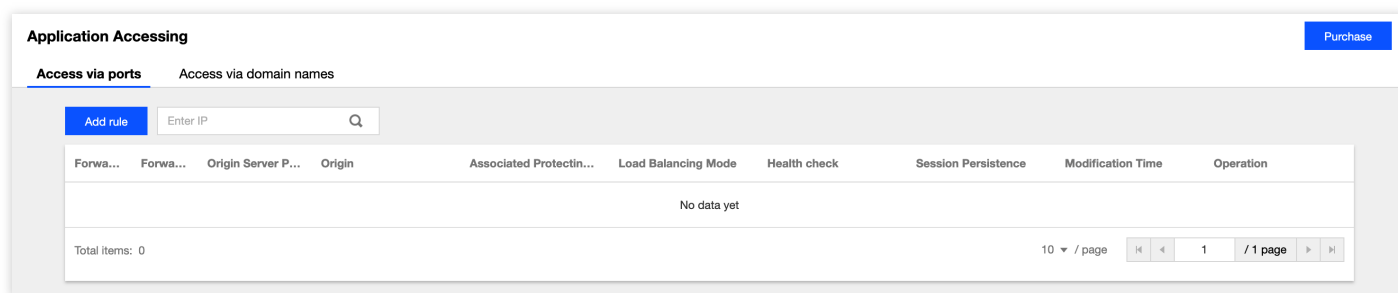 Application Accessing
Purchase
Access via ports Access via domain names
Add rule Enter IP
Forwa... Forwa... Origin Server P... Origin Associated Protectin... Load Balancing Mode Health check Session Persistence Modification Time Operation
No data yet
Total items: 0 10 / page 1 / 1 page